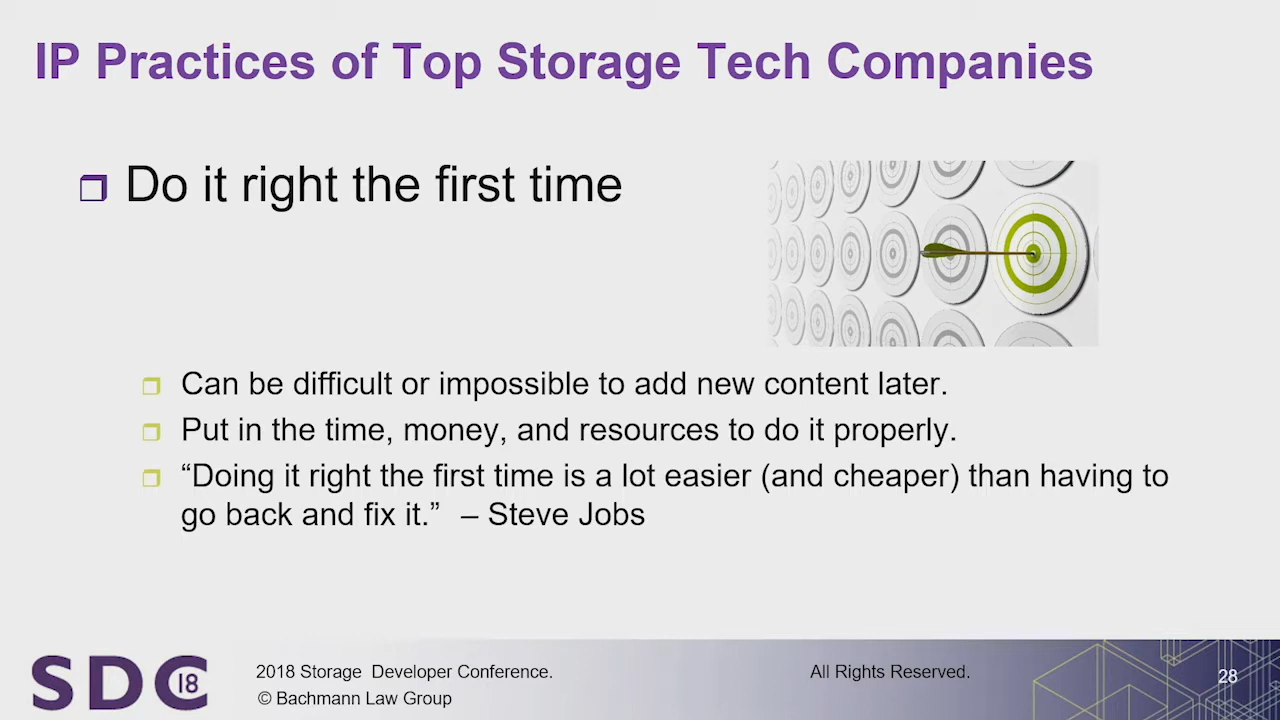 IP Practices of Top Storage Tech Companies
Do it right the first time
Can be difficult or impossible to add new content later.
Put in the time, money, and resources to do it properly.
“Doing it right the first time is a lot easier (and cheaper) than having to
go back and fix it.” – Steve Jobs
SDC 18
2018 Storage Developer Conference. All Rights Reserved.
© Bachmann Law Group
28